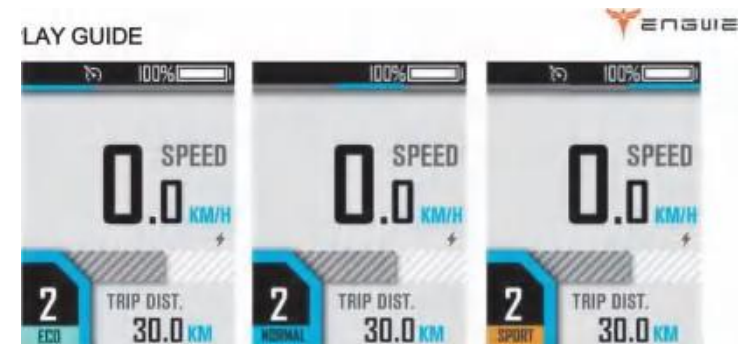 ENGWE
LAY GUIDE
100%
SPEED
0.0 KM/H
2
ECO
TRIP DIST.
30.0 KM
100%
SPEED
0.0 KM/H
2
NORMAL
TRIP DIST.
30.0 KM
100%
SPEED
0.0 KM/H
2
SPORT
TRIP DIST.
30.0 KM